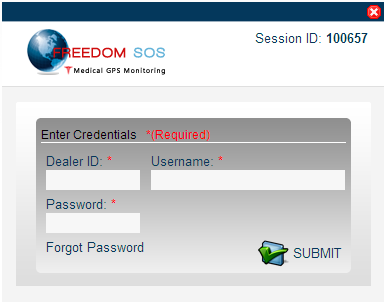 Session ID: 100657
FREEDOM SOS
Medical GPS Monitoring
Enter Credentials *(Required)
Dealer ID: * Username: *
Password: *
Forgot Password
SUBMIT